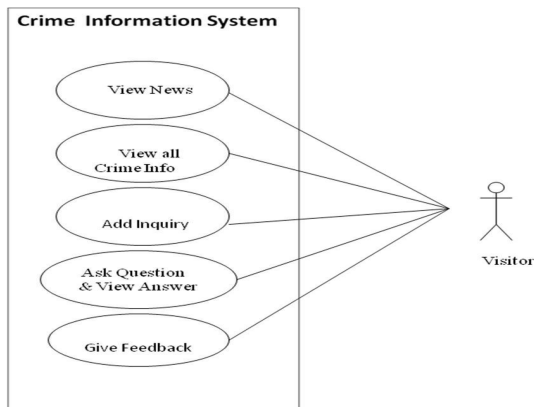 Crime Information System
View News
View all
Crime Info
Add Inquiry
Ask Question
& View Answer
Give Feedback
Visitor